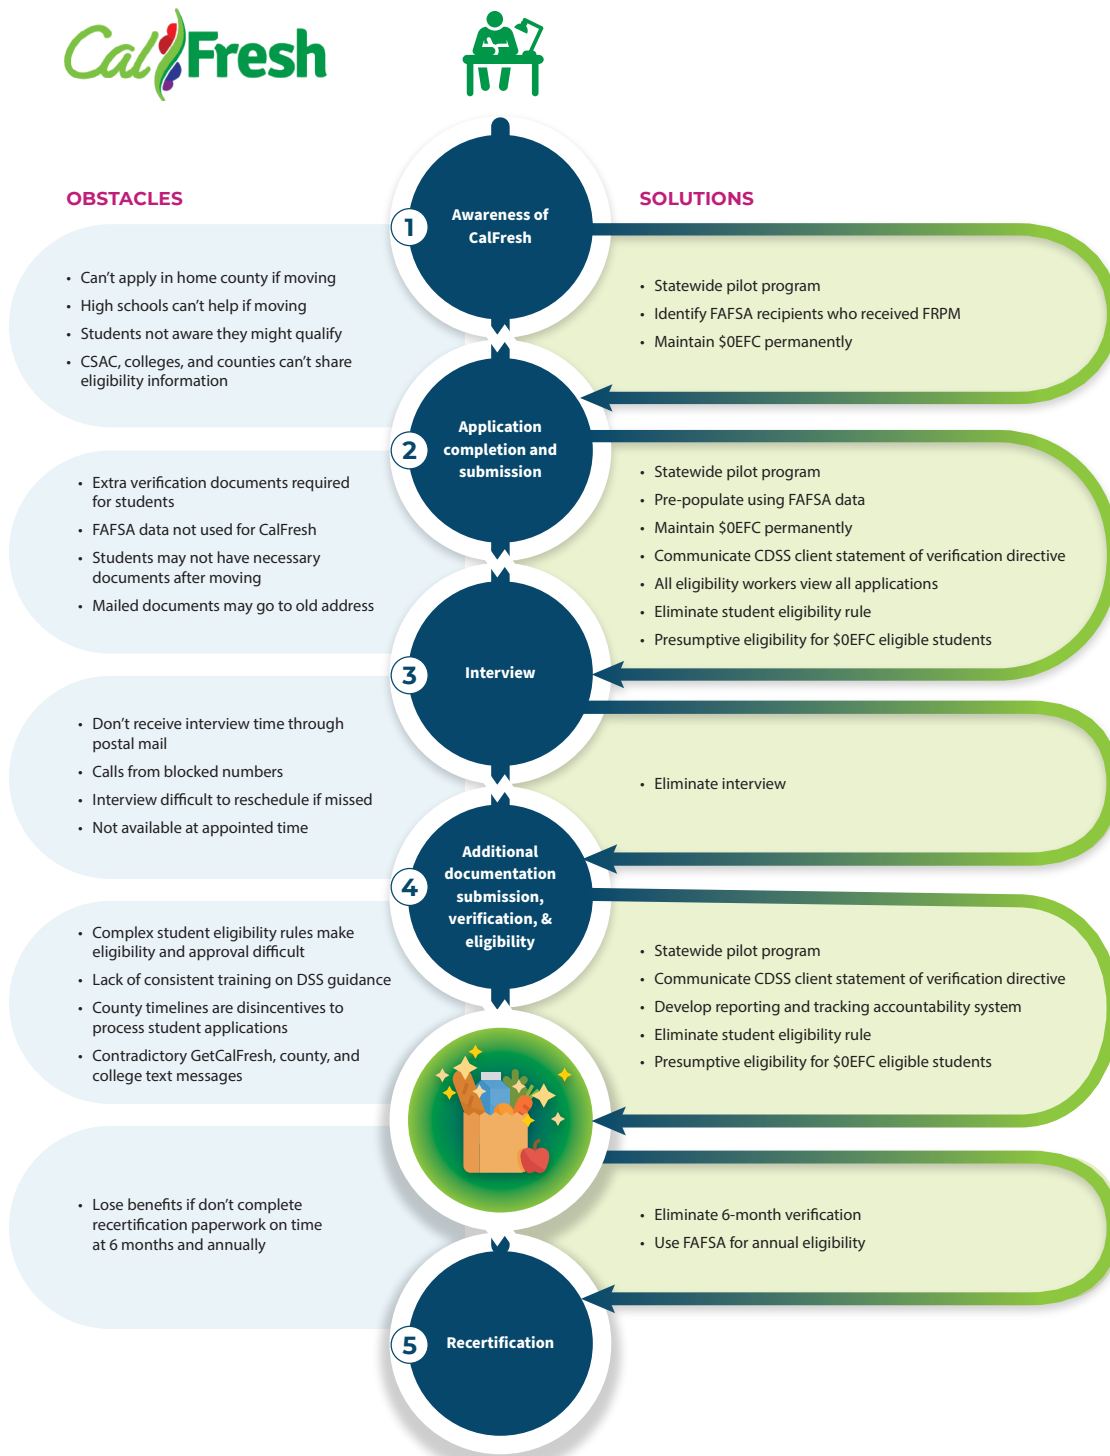 CalFresh
OBSTACLES
SOLUTIONS
1
Awareness of
CalFresh
• Can’t apply in home county if moving
• High schools can’t help if moving
• Students not aware they might qualify
• CSAC, colleges, and counties can’t share
eligibility information
• Statewide pilot program
• Identify FAFSA recipients who received FRPM
• Maintain $0EFC permanently
2
Application
completion and
submission
• Extra verification documents required
for students
• FAFSA data not used for CalFresh
• Students may not have necessary
documents after moving
• Mailed documents may go to old address
• Statewide pilot program
• Pre-populate using FAFSA data
• Maintain $0EFC permanently
• Communicate CDSS client statement of verification directive
• All eligibility workers view all applications
• Eliminate student eligibility rule
• Presumptive eligibility for $0EFC eligible students
3
Interview
• Don’t receive interview time through
postal mail
• Calls from blocked numbers
• Interview difficult to reschedule if missed
• Not available at appointed time
• Eliminate interview
4
Additional
documentation
submission,
verification, &
eligibility
• Complex student eligibility rules make
eligibility and approval difficult
• Lack of consistent training on DSS guidance
• County timelines are disincentives to
process student applications
• Contradictory GetCalFresh, county, and
college text messages
• Statewide pilot program
• Communicate CDSS client statement of verification directive
• Develop reporting and tracking accountability system
• Eliminate student eligibility rule
• Presumptive eligibility for $0EFC eligible students
• Lose benefits if don’t complete
recertification paperwork on time
at 6 months and annually
• Eliminate 6-month verification
• Use FAFSA for annual eligibility
5
Recertification